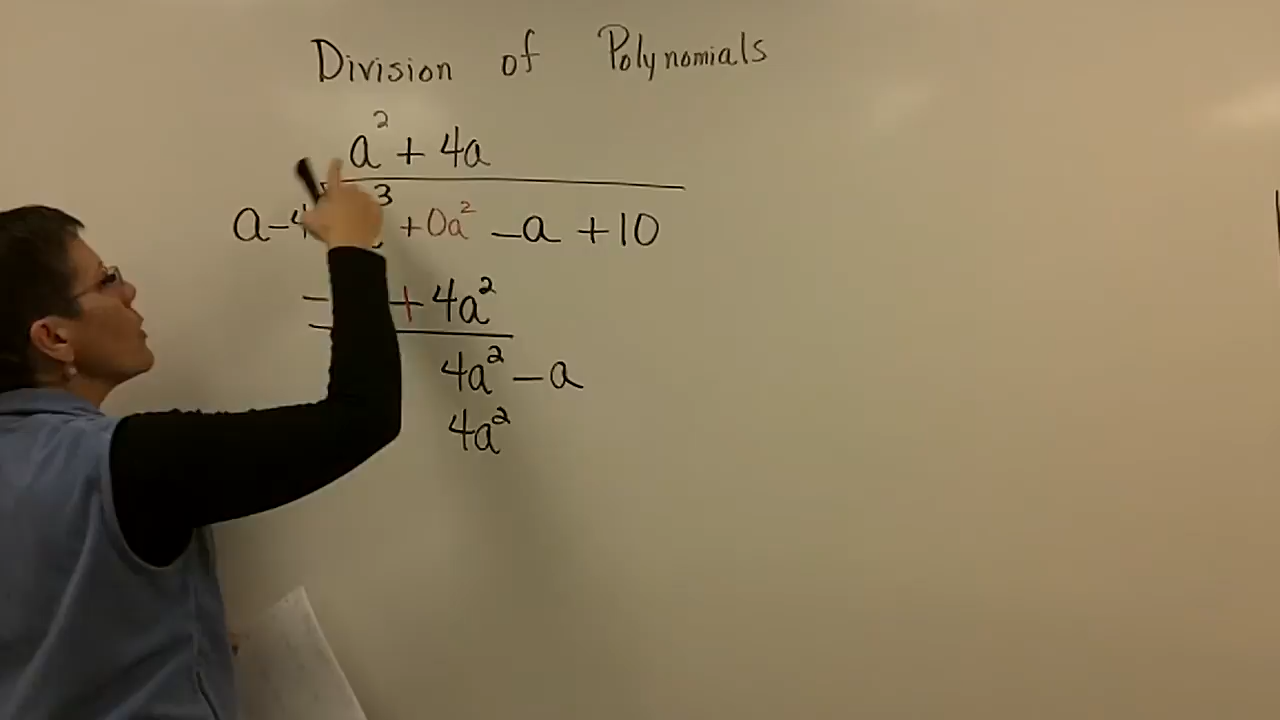 Division of Polynomials
a² + 4a
a-4 ³ +0a² -a +10
- + 4a²
4a² - a
4a²